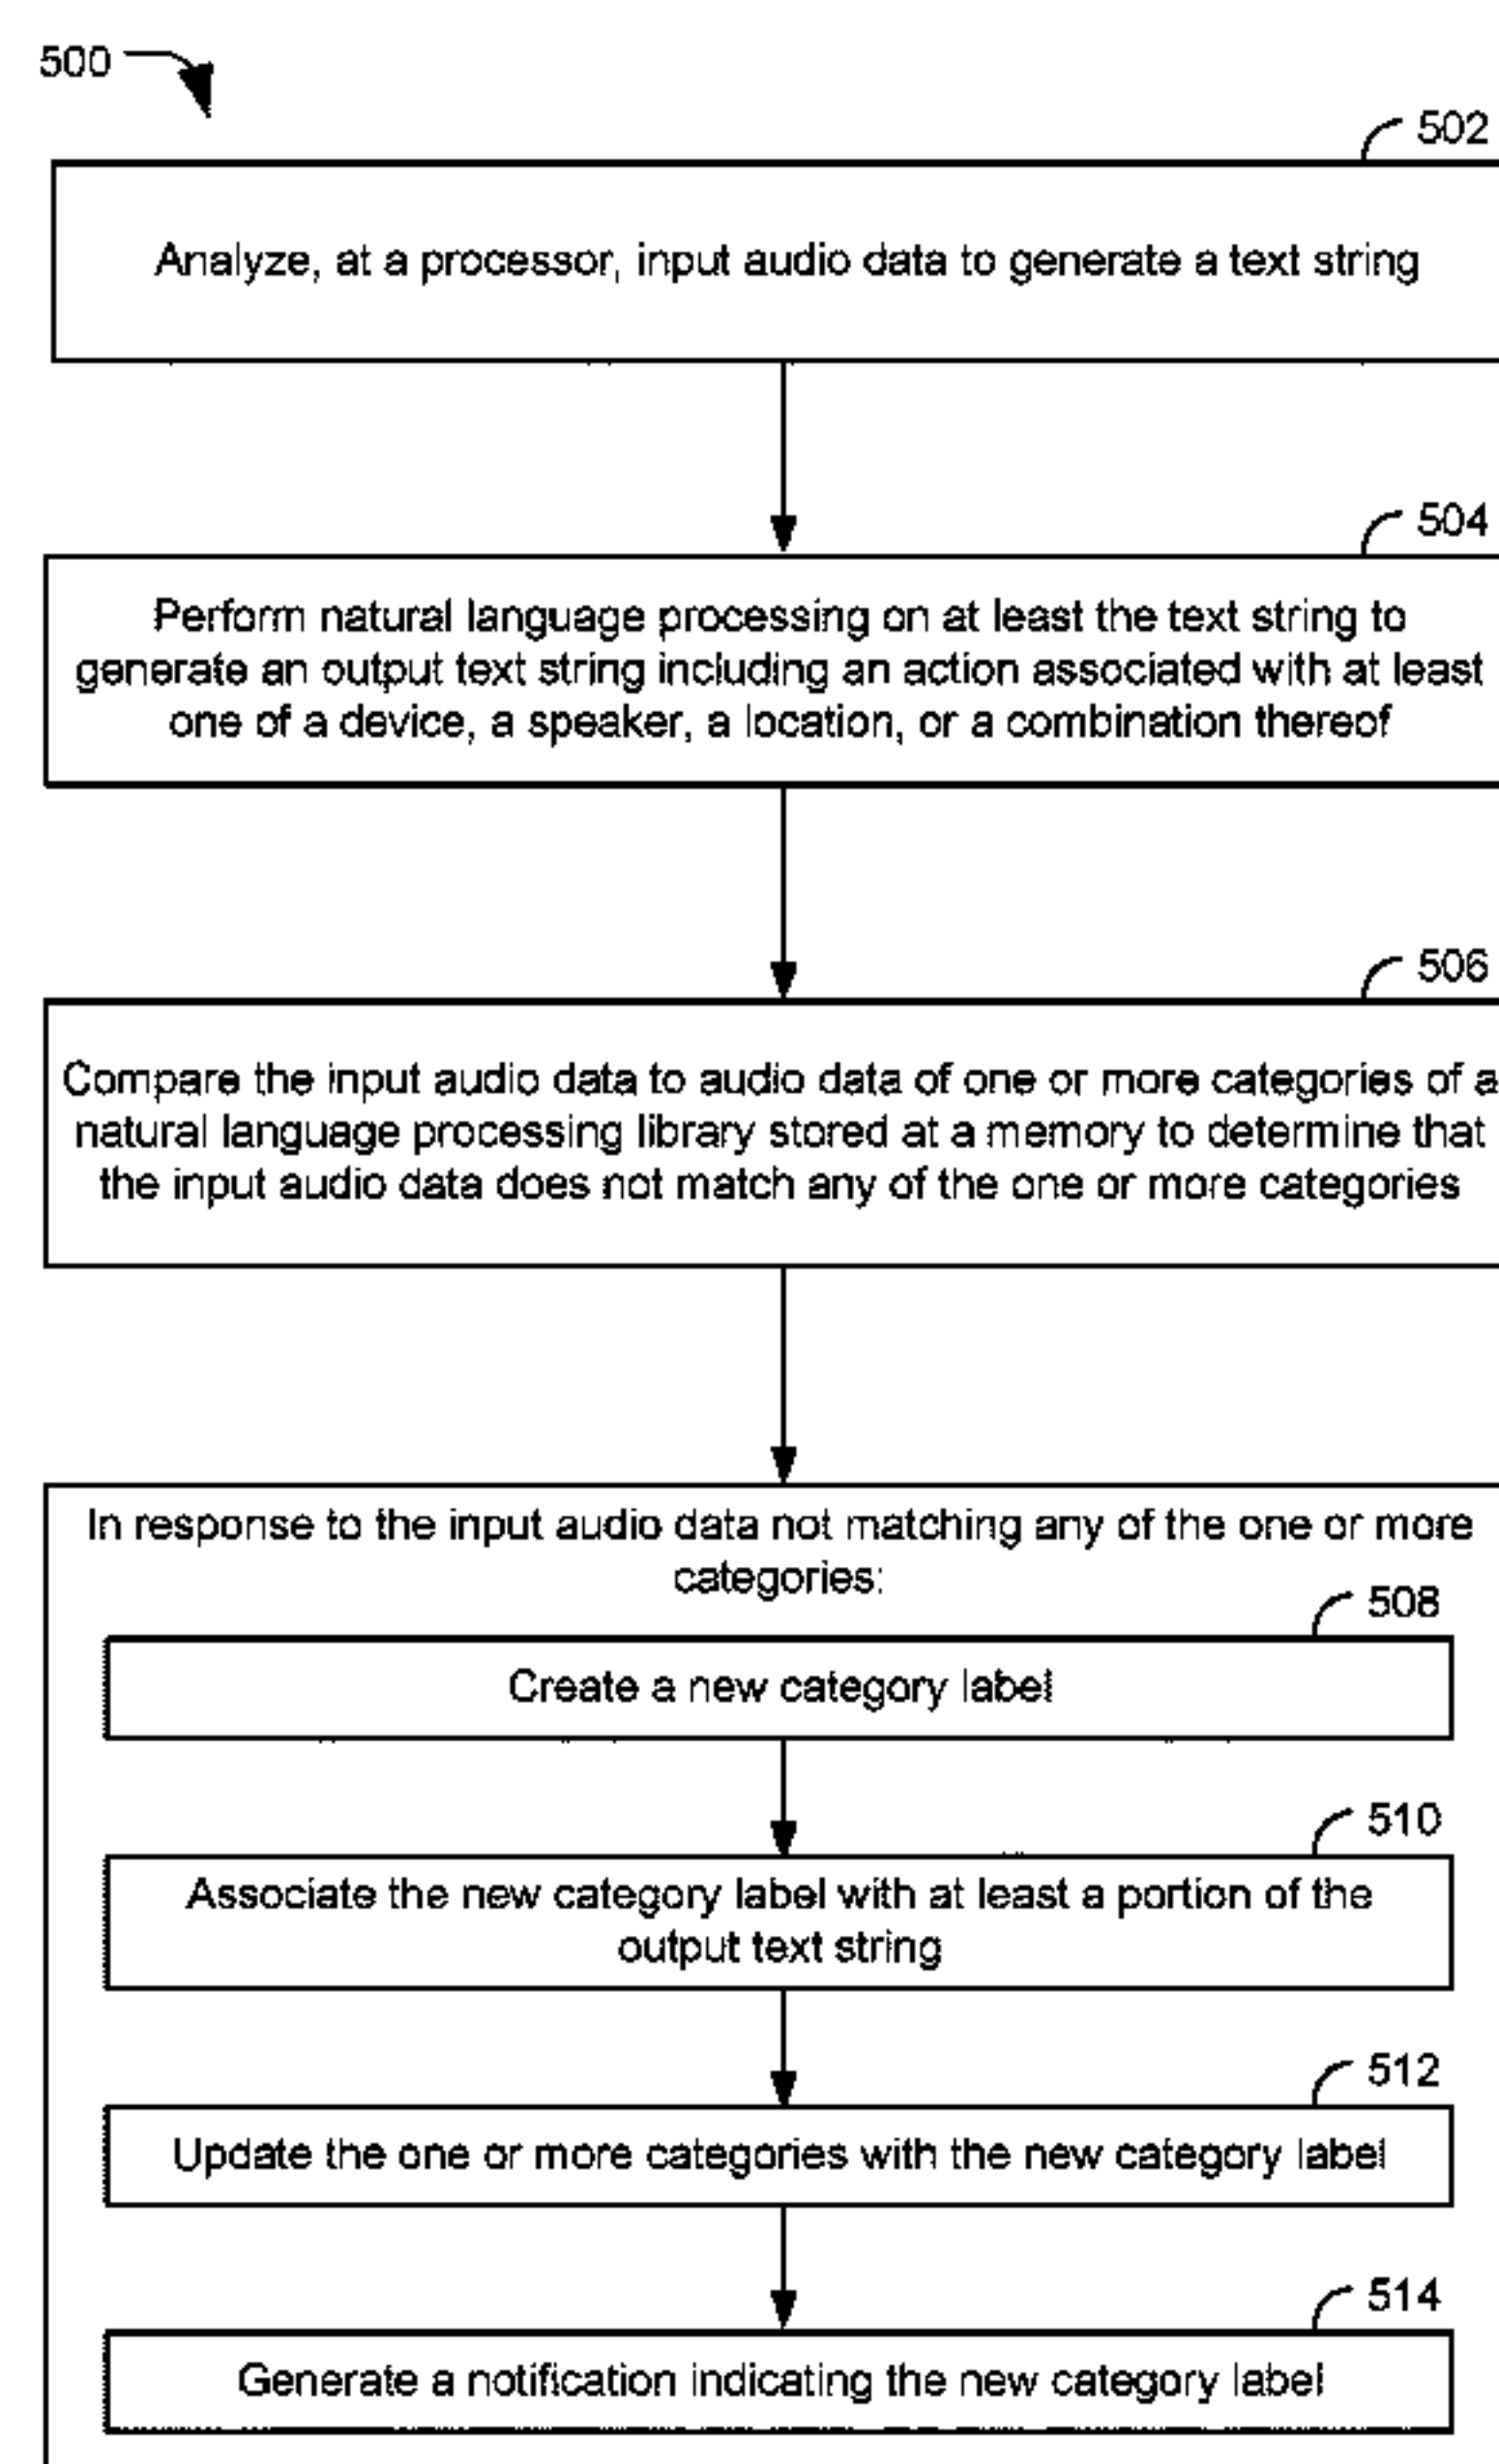 500
502
Analyze, at a processor, input audio data to generate a text string
504
Perform natural language processing on at least the text string to
generate an output text string including an action associated with at least
one of a device, a speaker, a location, or a combination thereof
506
Compare the input audio data to audio data of one or more categories of a
natural language processing library stored at a memory to determine that
the input audio data does not match any of the one or more categories
In response to the input audio data not matching any of the one or more
categories:
508
Create a new category label
510
Associate the new category label with at least a portion of the
output text string
512
Update the one or more categories with the new category label
514
Generate a notification indicating the new category label